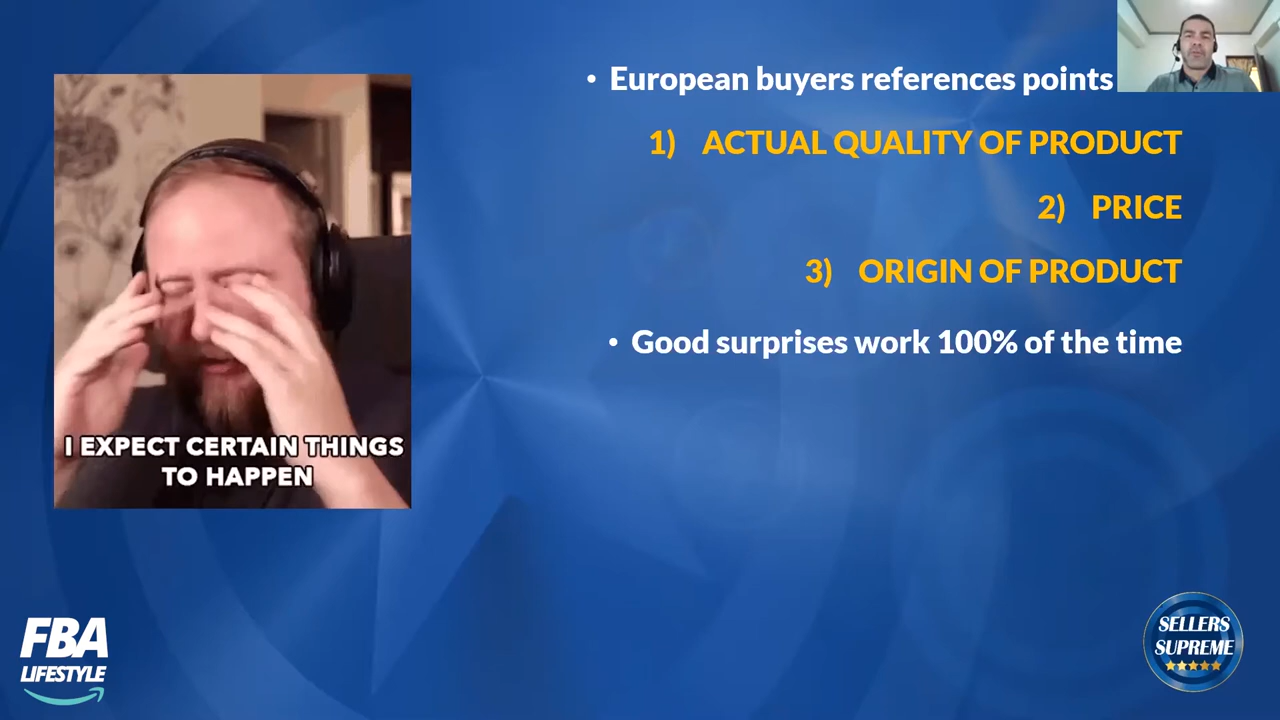 • European buyers references points
1) ACTUAL QUALITY OF PRODUCT
2) PRICE
3) ORIGIN OF PRODUCT
• Good surprises work 100% of the time
I EXPECT CERTAIN THINGS
TO HAPPEN
FBA
LIFESTYLE
SELLERS
SUPREME